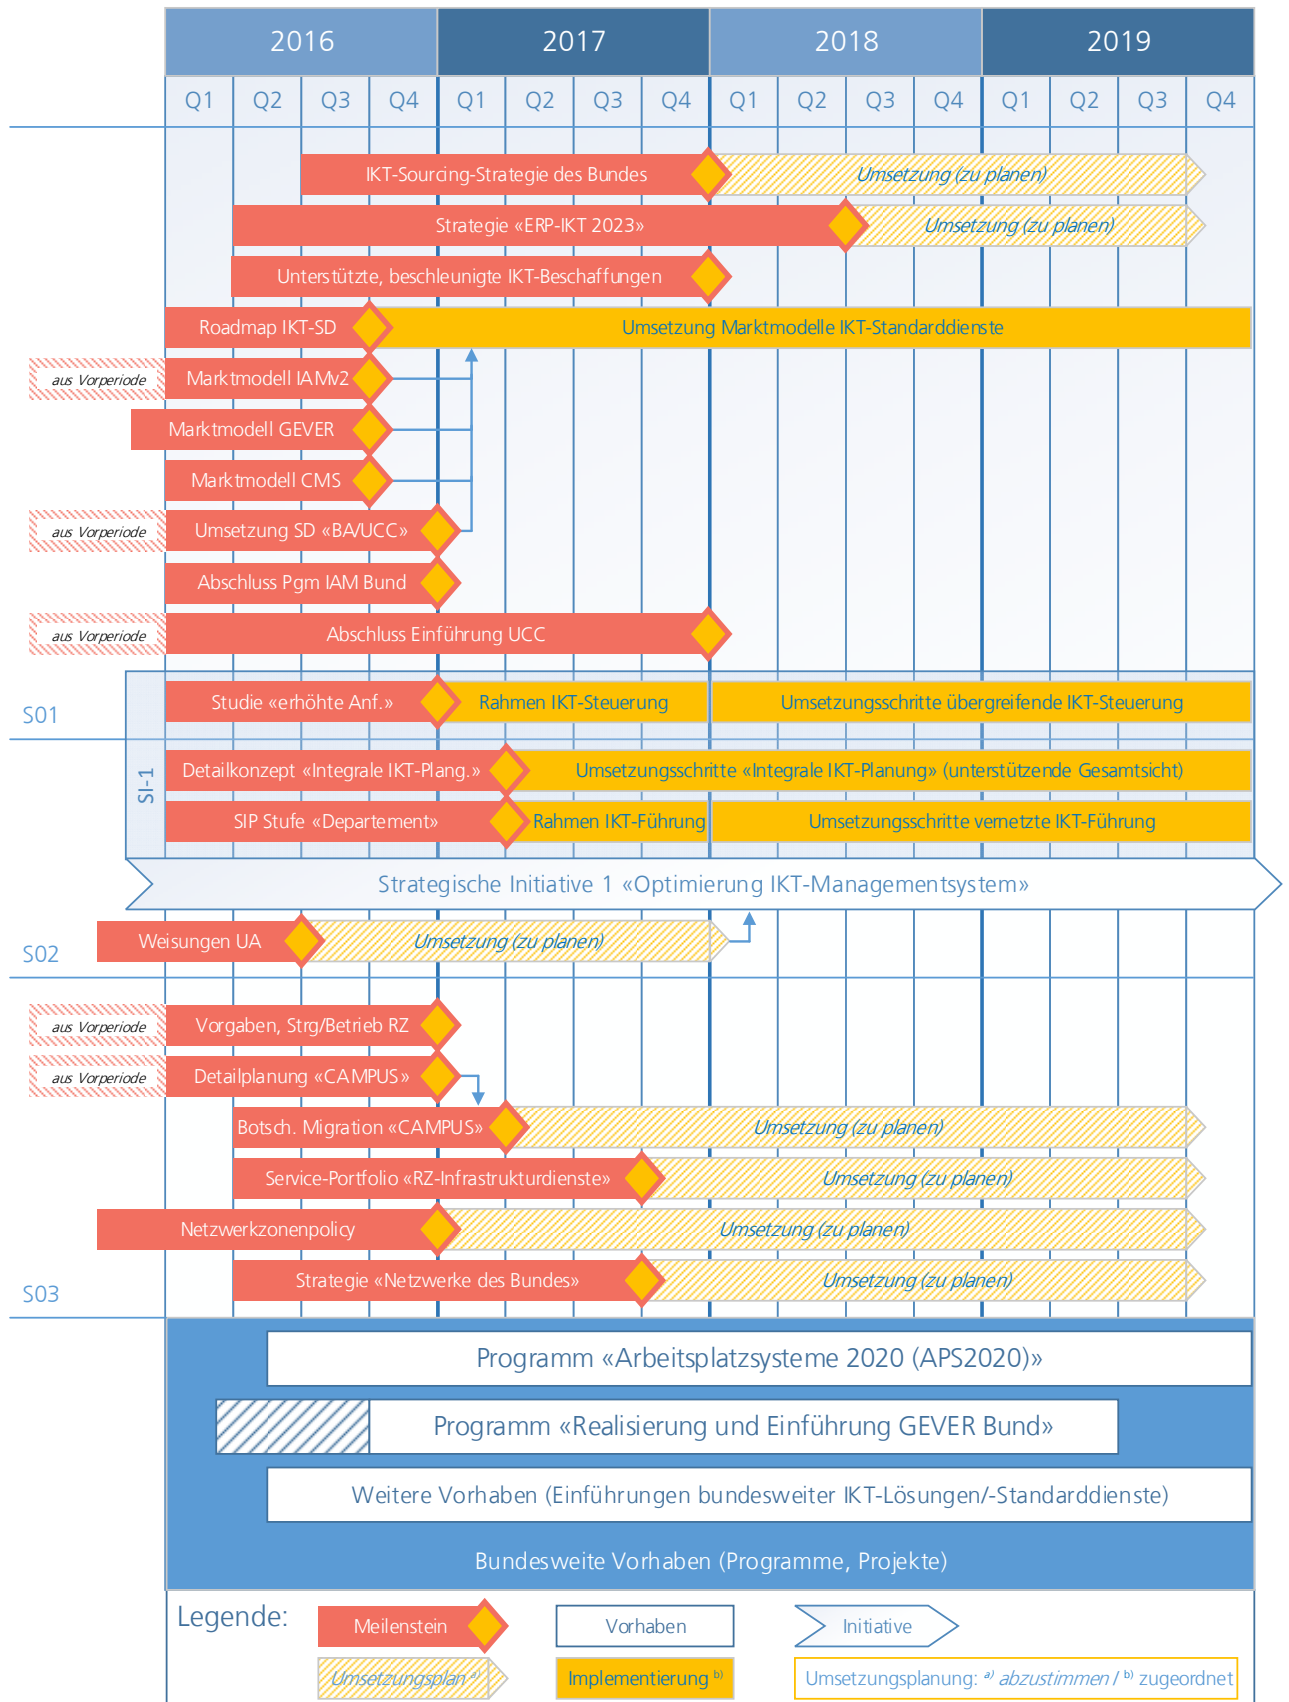 2016 2017 2018 2019
Q1 Q2 Q3 Q4 Q1 Q2 Q3 Q4 Q1 Q2 Q3 Q4 Q1 Q2 Q3 Q4
IKT-Sourcing-Strategie des Bundes Umsetzung (zu planen)
Strategie «ERP-IKT 2023» Umsetzung (zu planen)
Unterstützte, beschleunigte IKT-Beschaffungen
Roadmap IKT-SD Umsetzung Marktmodelle IKT-Standarddienste
aus Vorperiode Marktmodell IAMv2
Marktmodell GEVER
Marktmodell CMS
aus Vorperiode Umsetzung SD «BA/UCC»
Abschluss Pgm IAM Bund
aus Vorperiode Abschluss Einführung UCC
Studie «erhöhte Anf.» Rahmen IKT-Steuerung Umsetzungsschritte übergreifende IKT-Steuerung
S01
Detailkonzept «Integrale IKT-Plang.» Umsetzungsschritte «Integrale IKT-Planung» (unterstützende Gesamtsicht)
SI-1
SIP Stufe «Departement» Rahmen IKT-Führung Umsetzungsschritte vernetzte IKT-Führung
Strategische Initiative 1 «Optimierung IKT-Managementsystem»
Weisungen UA Umsetzung (zu planen)
S02
aus Vorperiode Vorgaben, Strg/Betrieb RZ
aus Vorperiode Detailplanung «CAMPUS»
Botsch. Migration «CAMPUS» Umsetzung (zu planen)
Service-Portfolio «RZ-Infrastrukturdienste» Umsetzung (zu planen)
Netzwerkzonenpolicy Umsetzung (zu planen)
Strategie «Netzwerke des Bundes» Umsetzung (zu planen)
S03
Programm «Arbeitsplatzsysteme 2020 (APS2020)»
Programm «Realisierung und Einführung GEVER Bund»
Weitere Vorhaben (Einführungen bundesweiter IKT-Lösungen/-Standarddienste)
Bundesweite Vorhaben (Programme, Projekte)
Legende: Meilenstein Vorhaben Initiative
Umsetzungsplan a) Implementierung b) Umsetzungsplanung: a) abzustimmen / b) zugeordnet